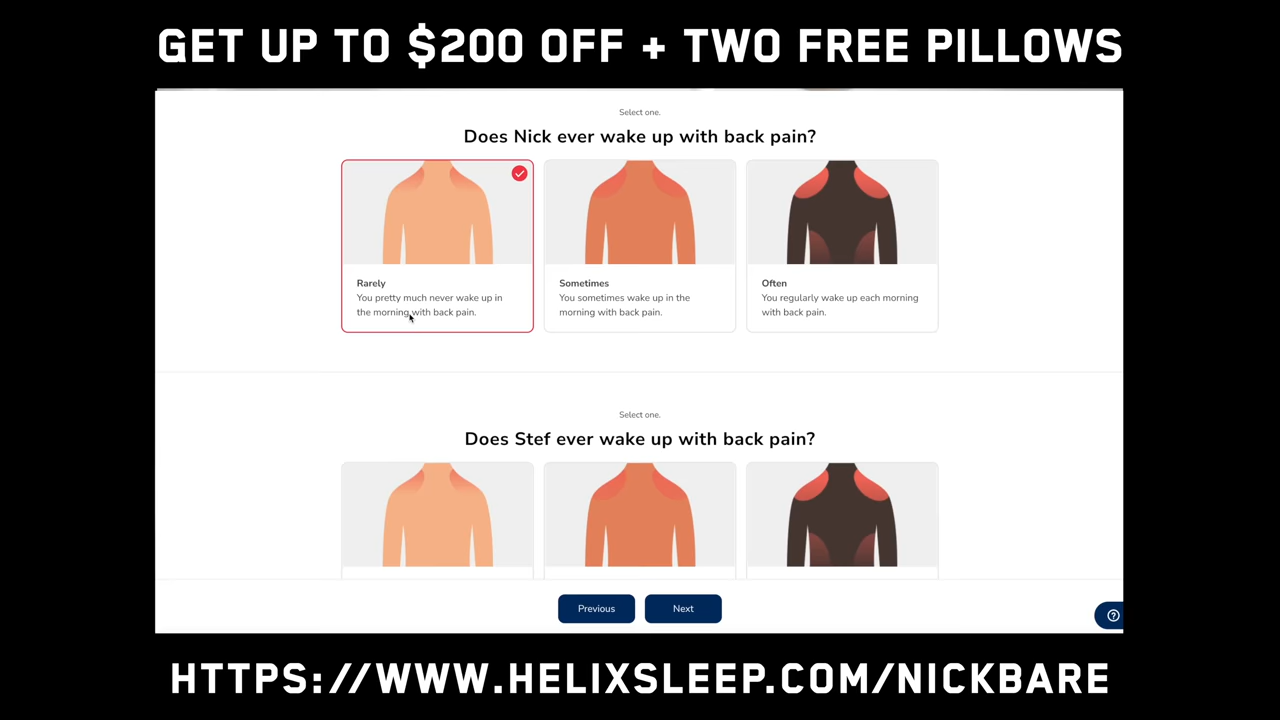 GET UP TO $200 OFF + TWO FREE PILLOWS
Select one.
Does Nick ever wake up with back pain?
Rarely
You pretty much never wake up in
the morning with back pain.
Sometimes
You sometimes wake up in the
morning with back pain.
Often
You regularly wake up each morning
with back pain.
Select one.
Does Stef ever wake up with back pain?
Previous
Next
HTTPS://WWW.HELIXSLEEP.COM/NICKBARE